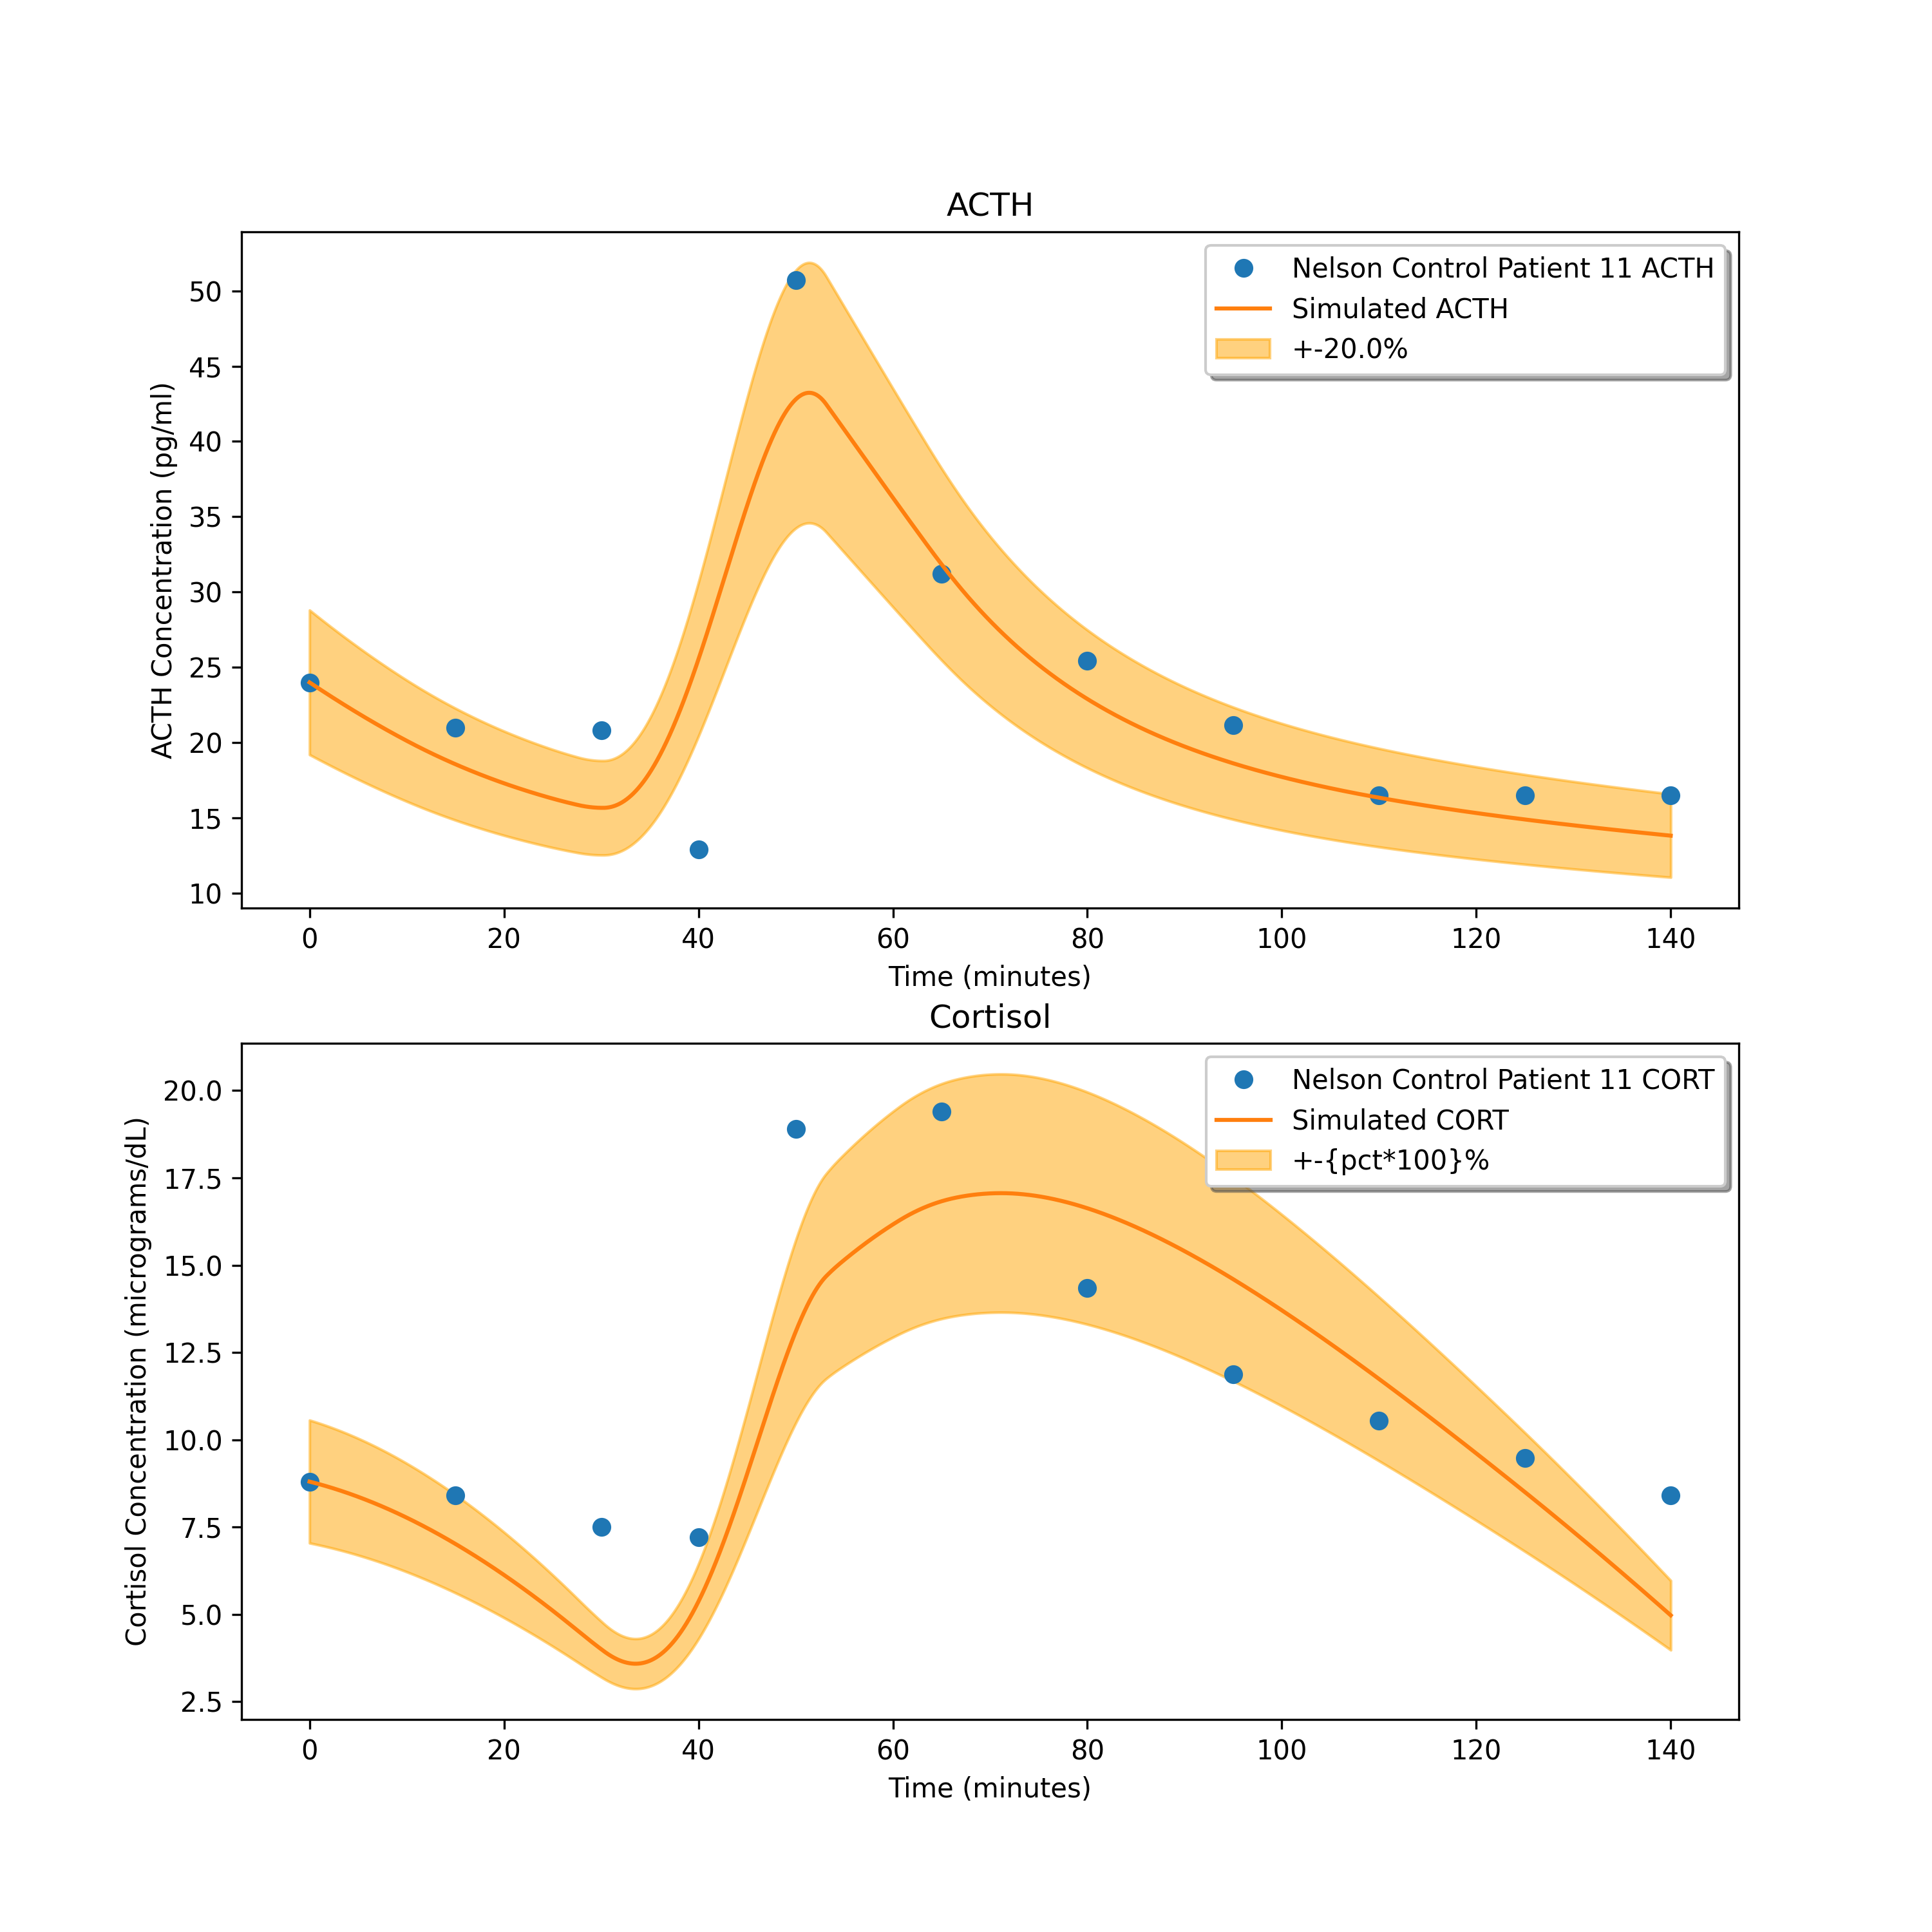 ACTH
Nelson Control Patient 11 ACTH
Simulated ACTH
+-20.0%
ACTH Concentration (pg/ml)
50
45
40
35
30
25
20
15
10
0 20 40 60 80 100 120 140
Time (minutes)
Cortisol
Nelson Control Patient 11 CORT
Simulated CORT
+-{pct*100}%
Cortisol Concentration (micrograms/dL)
20.0
17.5
15.0
12.5
10.0
7.5
5.0
2.5
0 20 40 60 80 100 120 140
Time (minutes)